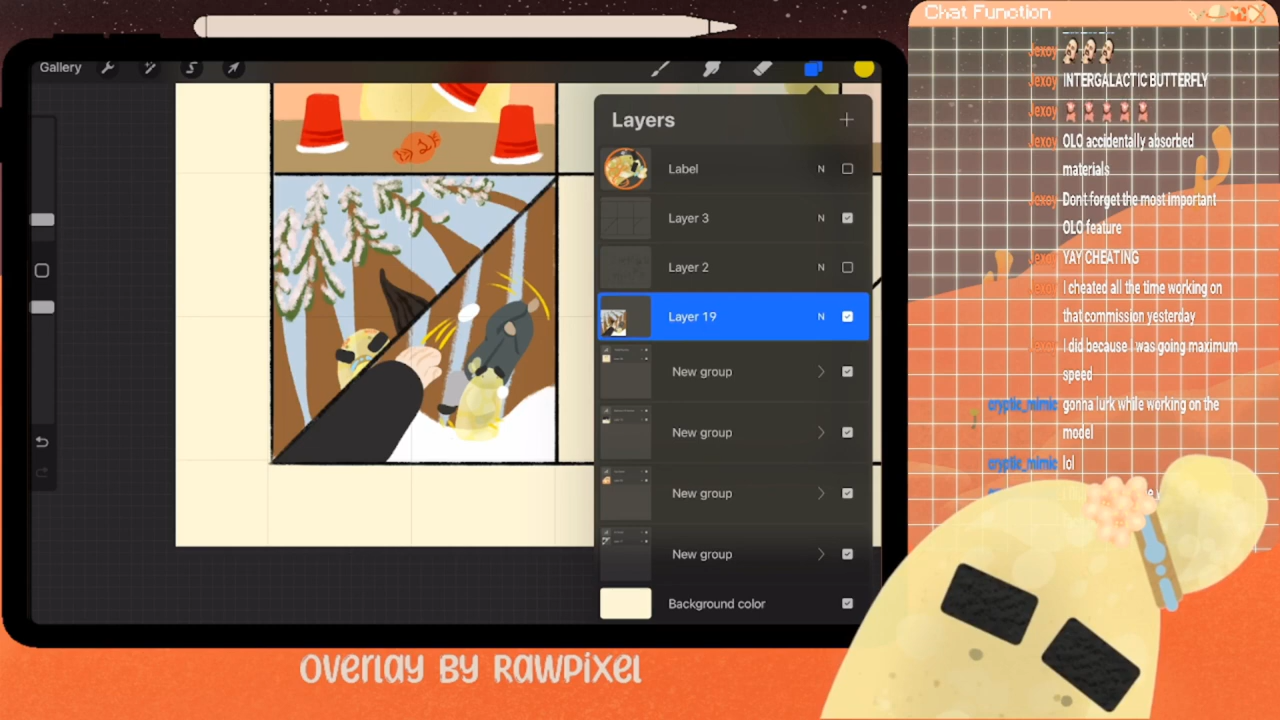 Chat Function
Gallery
Layers
Label N
Layer 3 N
Layer 2 N
Layer 19 N
New group
New group
New group
New group
Background color
Jexoy
Jexoy INTERGALACTIC BUTTERFLY
Jexoy
Jexoy OLO accidentally absorbed
materials
Jexoy Dont forget the most important
OLO feature
Jexoy YAY CHEATING
Jexoy I cheated all the time working on
that commission yesterday
Jexoy I did because I was going maximum
speed
cryptic_mimic gonna lurk while working on the
model
cryptic_mimic lol
OVERLAY BY RAWPIXEL